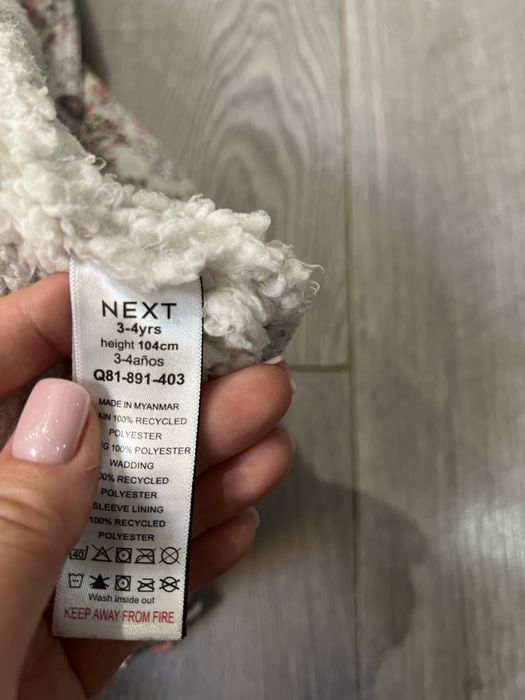 NEXT
3-4yrs
height 104cm
3-4años
Q81-891-403
MADE IN MYANMAR
100% RECYCLED
POLYESTER
100% POLYESTER
WADDING
RECYCLED
POLYESTER
SLEEVE LINING
100% RECYCLED
POLYESTER
40
Wash inside out
KEEP AWAY FROM FIRE